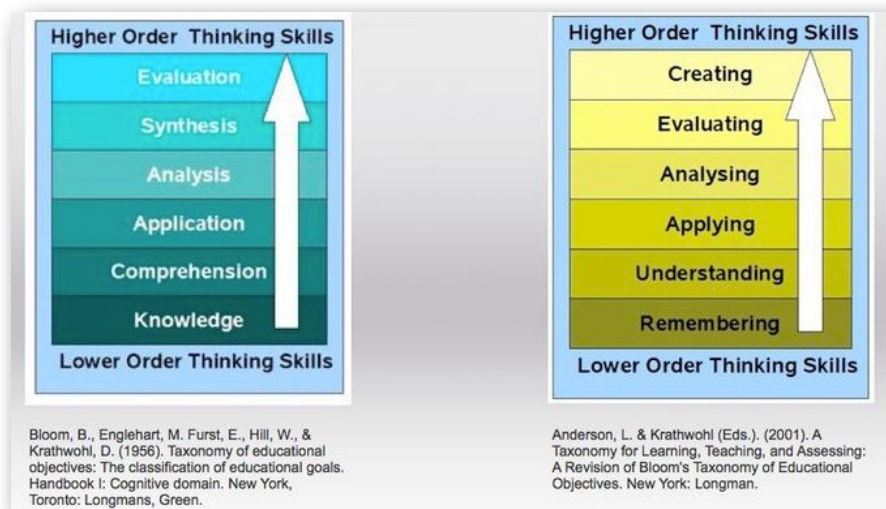 Higher Order Thinking Skills
Evaluation
Synthesis
Analysis
Application
Comprehension
Knowledge
Lower Order Thinking Skills
Bloom, B., Englehart, M. Furst, E., Hill, W., &
Krathwohl, D. (1956). Taxonomy of educational
objectives: The classification of educational goals.
Handbook I: Cognitive domain. New York,
Toronto: Longmans, Green.
Higher Order Thinking Skills
Creating
Evaluating
Analysing
Applying
Understanding
Remembering
Lower Order Thinking Skills
Anderson, L. & Krathwohl (Eds.). (2001). A
Taxonomy for Learning, Teaching, and Assessing:
A Revision of Bloom's Taxonomy of Educational
Objectives. New York: Longman.